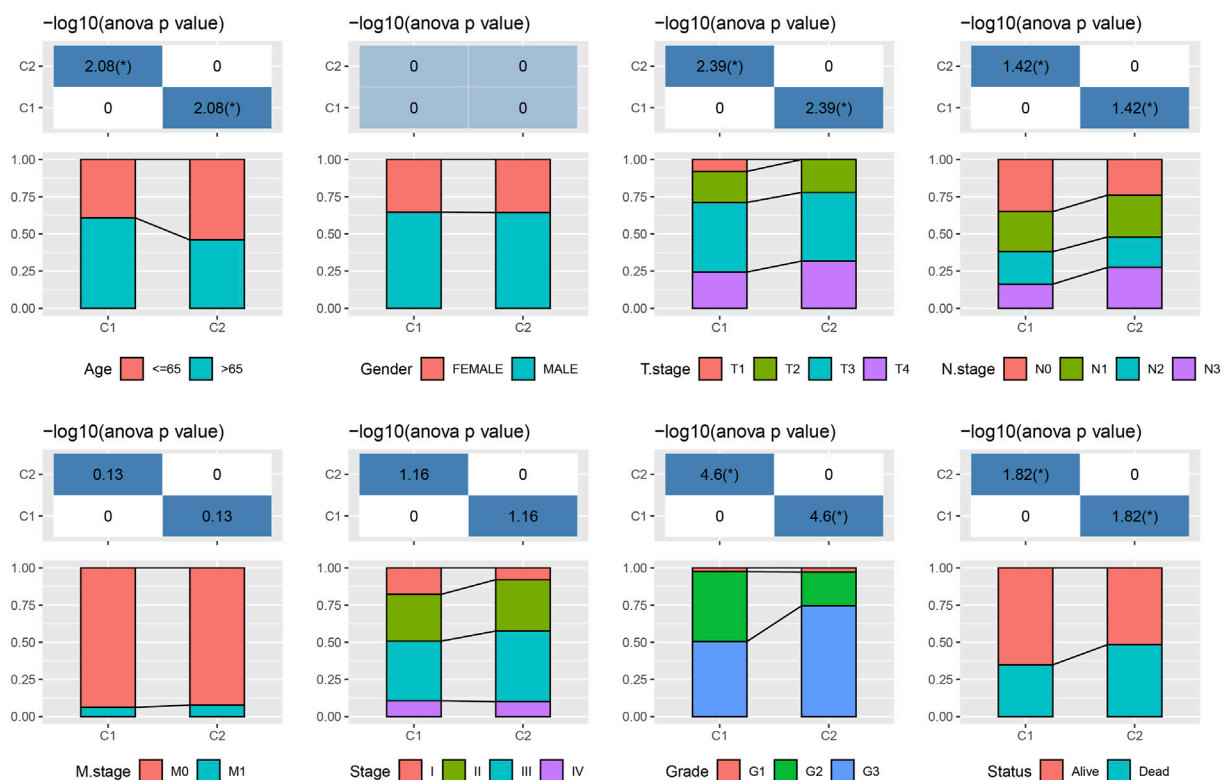 −log10(anova p value) −log10(anova p value) −log10(anova p value) −log10(anova p value)
C2 2.08(*) 0 C2 0 0 C2 2.39(*) 0 C2 1.42(*) 0
C1 0 2.08(*) C1 0 0 C1 0 2.39(*) C1 0 1.42(*)
1.00 1.00 1.00 1.00
0.75 0.75 0.75 0.75
0.50 0.50 0.50 0.50
0.25 0.25 0.25 0.25
0.00 0.00 0.00 0.00
C1 C2 C1 C2 C1 C2 C1 C2
Age <=65 >65 Gender FEMALE MALE T.stage T1 T2 T3 T4 N.stage N0 N1 N2 N3
−log10(anova p value) −log10(anova p value) −log10(anova p value) −log10(anova p value)
C2 0.13 0 C2 1.16 0 C2 4.6(*) 0 C2 1.82(*) 0
C1 0 0.13 C1 0 1.16 C1 0 4.6(*) C1 0 1.82(*)
1.00 1.00 1.00 1.00
0.75 0.75 0.75 0.75
0.50 0.50 0.50 0.50
0.25 0.25 0.25 0.25
0.00 0.00 0.00 0.00
C1 C2 C1 C2 C1 C2 C1 C2
M.stage M0 M1 Stage I II III IV Grade G1 G2 G3 Status Alive Dead